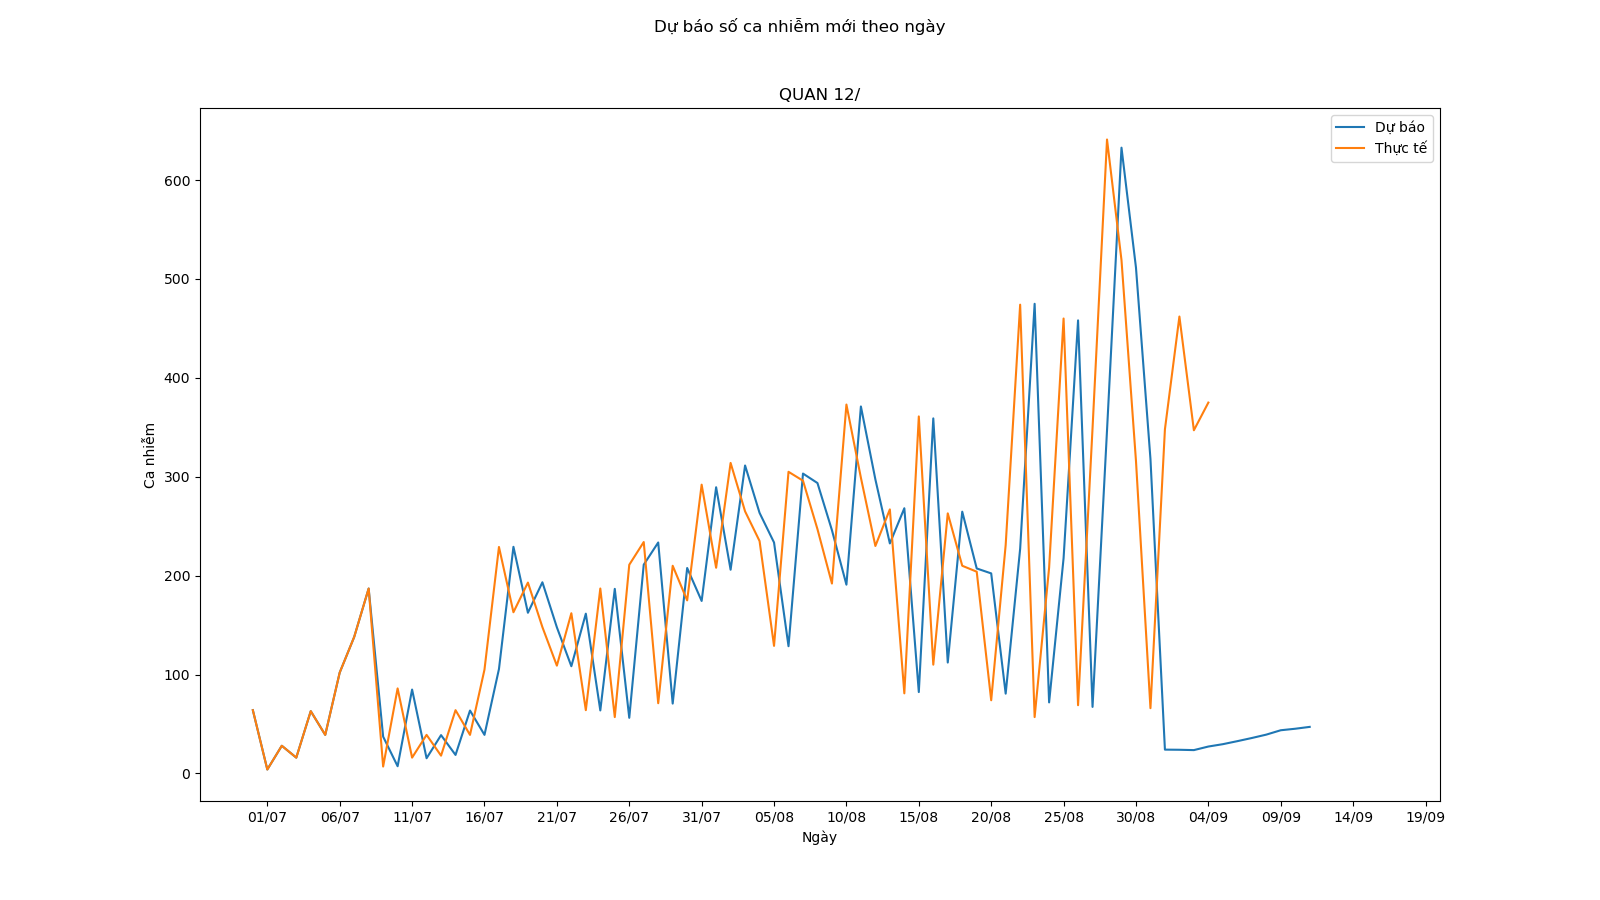 Dự báo số ca nhiễm mới theo ngày
QUAN 12/
Dự báo
Thực tế
600
500
400
300
200
100
0
Ca nhiễm
01/07 06/07 11/07 16/07 21/07 26/07 31/07 05/08 10/08 15/08 20/08 25/08 30/08 04/09 09/09 14/09 19/09
Ngày